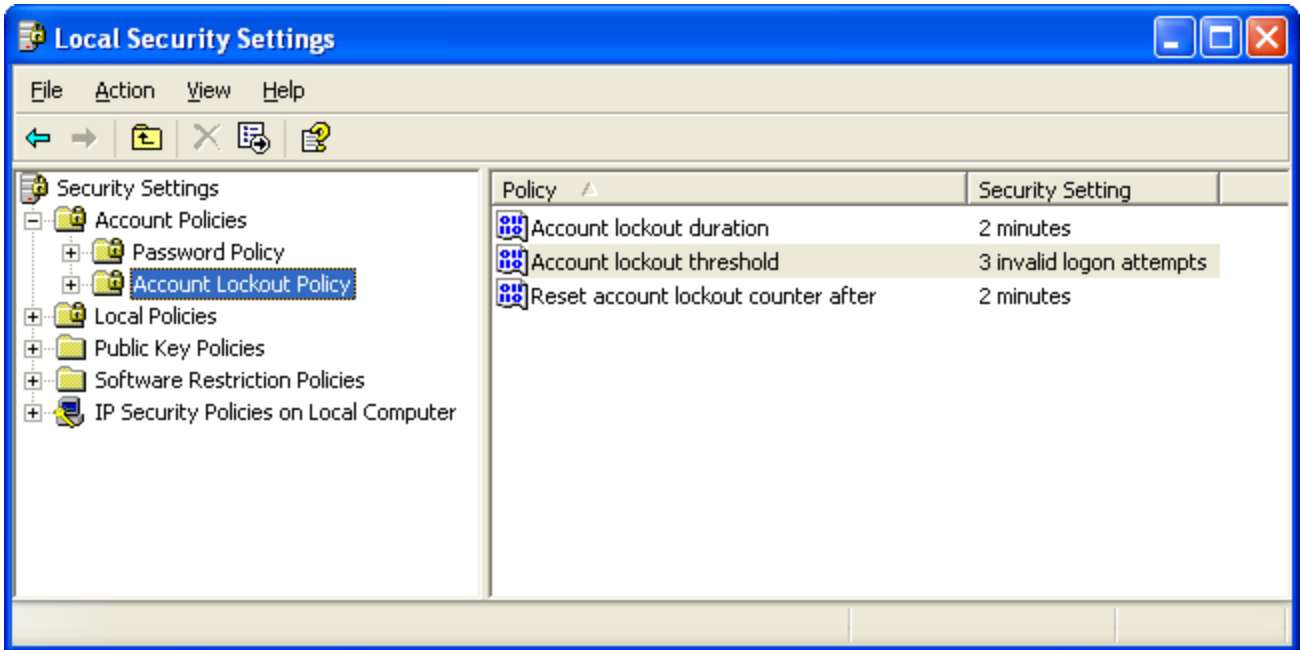 Local Security Settings
File Action View Help
Security Settings
Account Policies
Password Policy
Account Lockout Policy
Local Policies
Public Key Policies
Software Restriction Policies
IP Security Policies on Local Computer
Policy Security Setting
Account lockout duration 2 minutes
Account lockout threshold 3 invalid logon attempts
Reset account lockout counter after 2 minutes